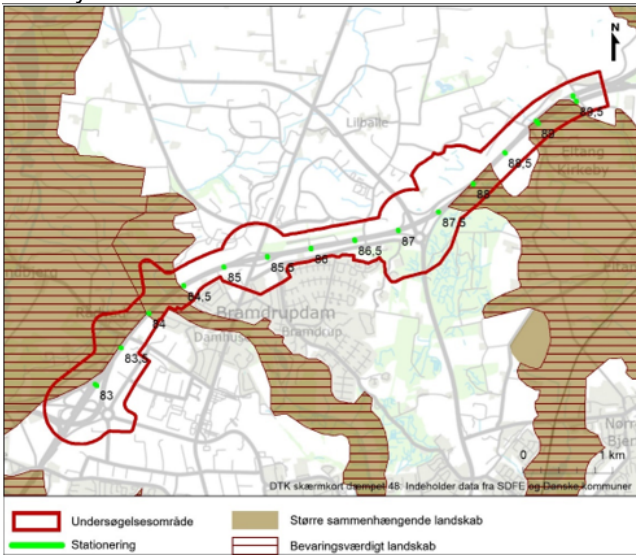 N
Lilballe
89,5
89
88,5
Eltang
Kirkeby
88
87,5
87
86,5
86
85,5
85
84,5
Bramdrupdam
Bramdrup
84
83,5
83
0 1 km
DTK skærmkort dæmpet 48: Indeholder data fra SDFE og Danske kommuner
Undersøgelsesområde
Større sammenhængende landskab
Stationering
Bevaringsværdigt landskab